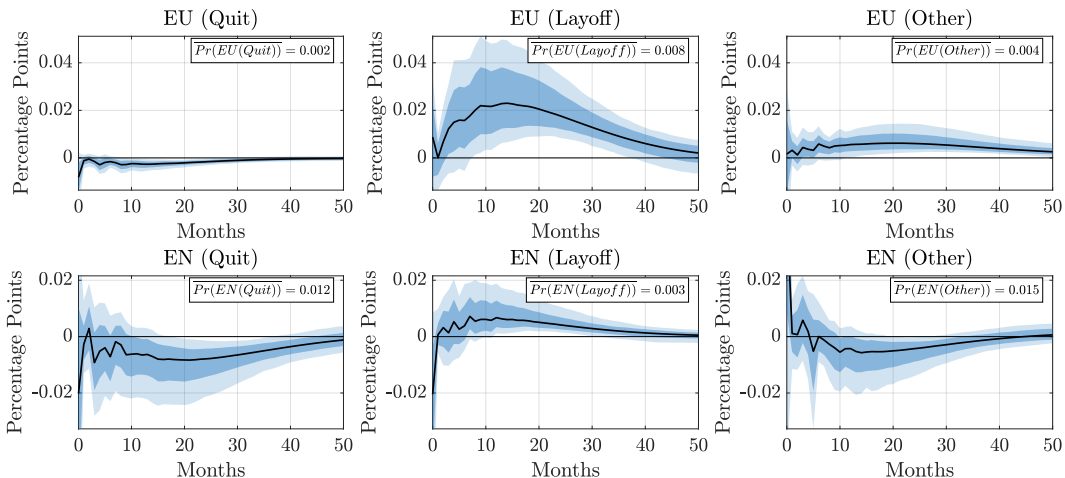 EU (Quit)
EU (Layoff)
EU (Other)
Percentage Points
0.04
0.02
0
Pr(EU(Quit)) = 0.002
0 10 20 30 40 50
Months
Percentage Points
0.04
0.02
0
Pr(EU(Layoff)) = 0.008
0 10 20 30 40 50
Months
Percentage Points
0.04
0.02
0
Pr(EU(Other)) = 0.004
0 10 20 30 40 50
Months
EN (Quit)
EN (Layoff)
EN (Other)
Percentage Points
0.02
0
-0.02
Pr(EN(Quit)) = 0.012
0 10 20 30 40 50
Months
Percentage Points
0.02
0
-0.02
Pr(EN(Layoff)) = 0.003
0 10 20 30 40 50
Months
Percentage Points
0.02
0
-0.02
Pr(EN(Other)) = 0.015
0 10 20 30 40 50
Months